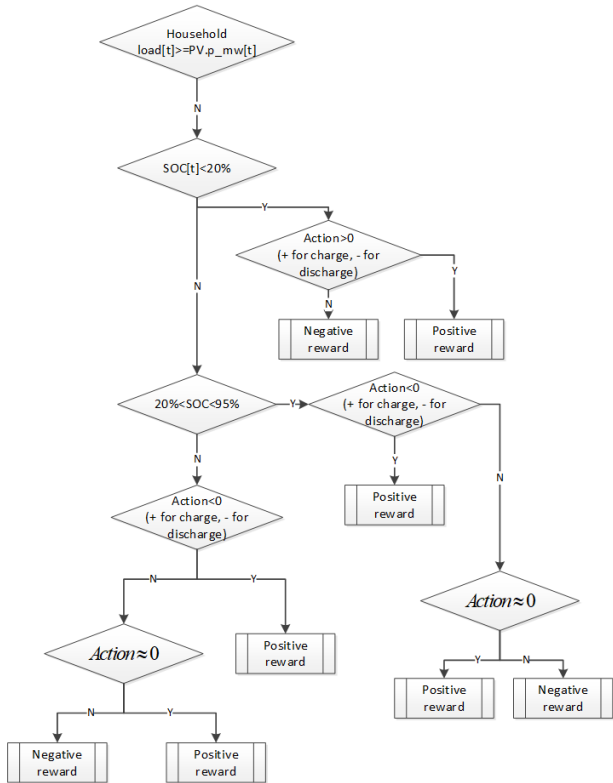 Household
load[t]>=PV.p_mw[t]
N
SOC[t]<20%
Y
Action>0
(+ for charge, - for
discharge)
Y
N
N
Negative
reward
Positive
reward
20%<SOC<95%
Y
Action<0
(+ for charge, - for
discharge)
N
Y
N
Positive
reward
Action<0
(+ for charge, - for
discharge)
N
Y
Action≈0
Action≈0
Positive
reward
Y
N
Positive
reward
Negative
reward
N
Y
Negative
reward
Positive
reward